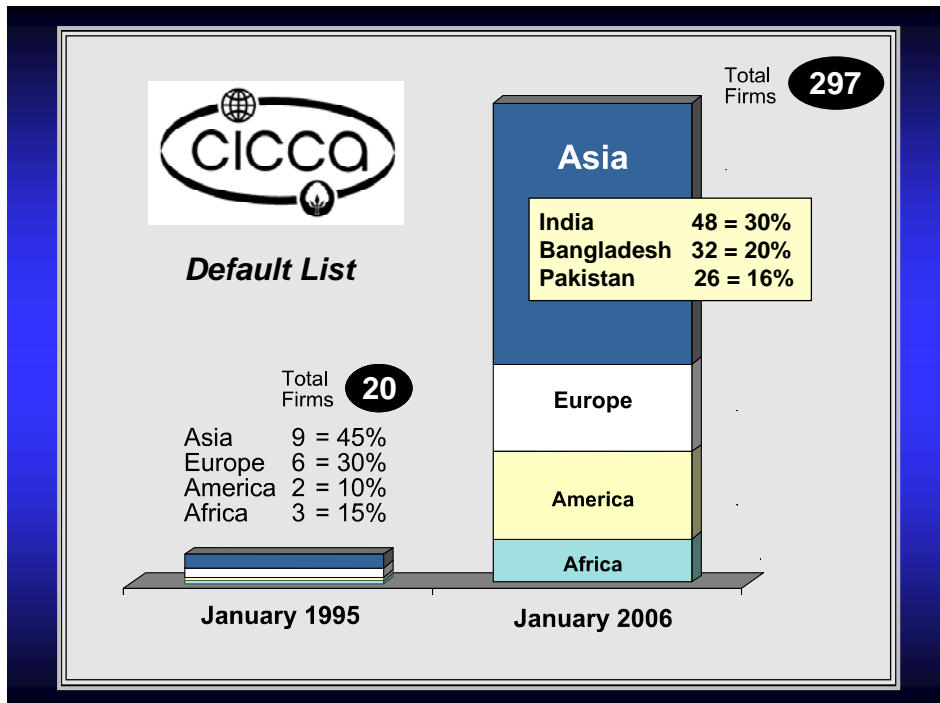 Total
Firms
297
cicca
Asia
India 48 = 30%
Bangladesh 32 = 20%
Pakistan 26 = 16%
Default List
Total
Firms
20
Asia 9 = 45%
Europe 6 = 30%
America 2 = 10%
Africa 3 = 15%
Europe
America
Africa
January 1995
January 2006